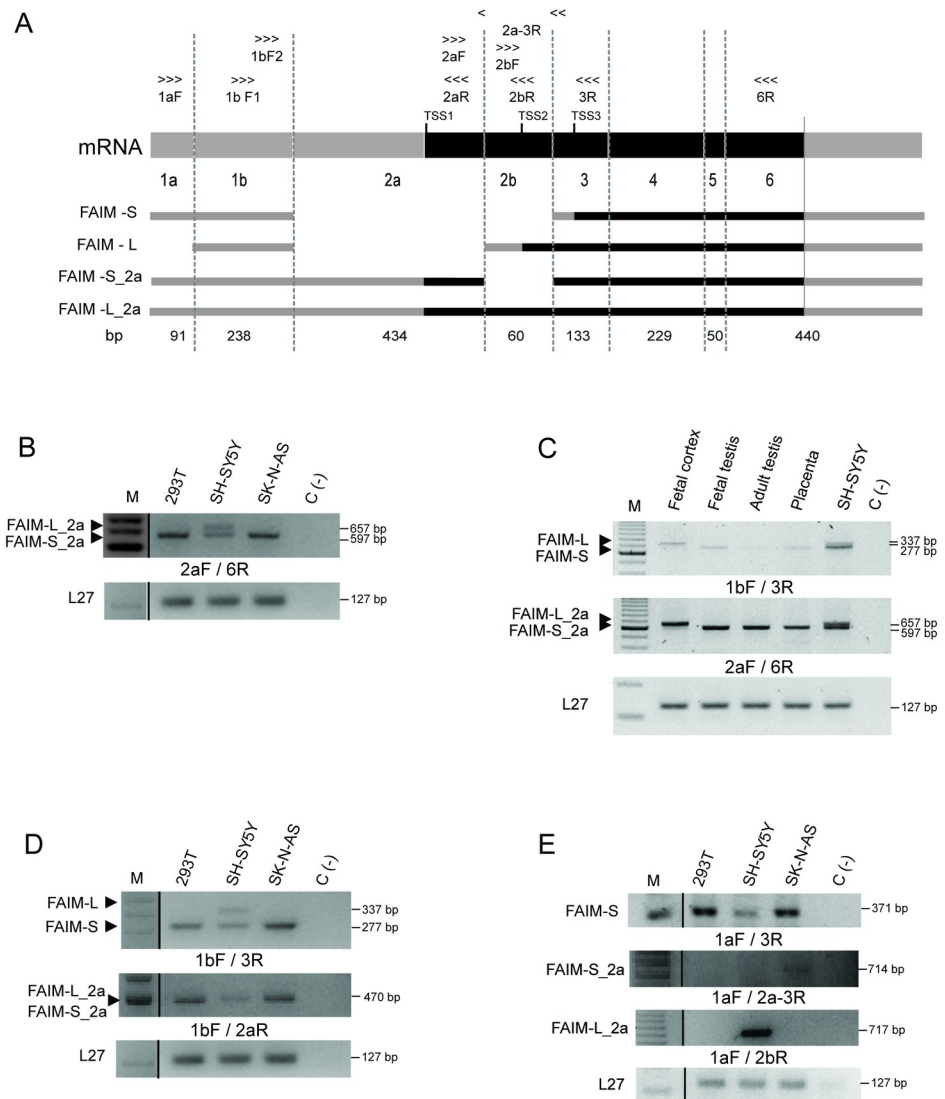 A
< <<
>>> 2a-3R
>>> 1bF2 2aF >>> 2bF
>>> >>> <<< <<< <<< <<<
1aF 1b F1 2aR 2bR 3R 6R
TSS1 TSS2 TSS3
mRNA
1a 1b 2a 2b 3 4 5 6
FAIM -S
FAIM - L
FAIM -S_2a
FAIM -L_2a
bp 91 238 434 60 133 229 50 440
B
M 293T SH-SY5Y SK-N-AS C (-)
FAIM-L_2a 657 bp
FAIM-S_2a 597 bp
2aF / 6R
L27 127 bp
C
M Fetal cortex Fetal testis Adult testis Placenta SH-SY5Y C (-)
FAIM-L 337 bp
FAIM-S 277 bp
1bF / 3R
FAIM-L_2a 657 bp
FAIM-S_2a 597 bp
2aF / 6R
L27 127 bp
D
M 293T SH-SY5Y SK-N-AS C (-)
FAIM-L 337 bp
FAIM-S 277 bp
1bF / 3R
FAIM-L_2a 470 bp
FAIM-S_2a
1bF / 2aR
L27 127 bp
E
M 293T SH-SY5Y SK-N-AS C (-)
FAIM-S 371 bp
1aF / 3R
FAIM-S_2a 714 bp
1aF / 2a-3R
FAIM-L_2a 717 bp
1aF / 2bR
L27 127 bp